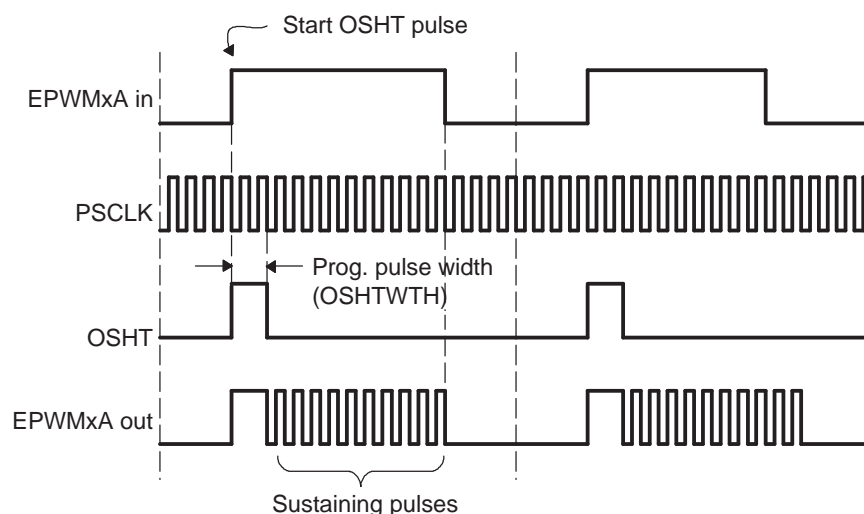 Start OSHT pulse
EPWMxA in
PSCLK
Prog. pulse width
(OSHTWTH)
OSHT
EPWMxA out
Sustaining pulses